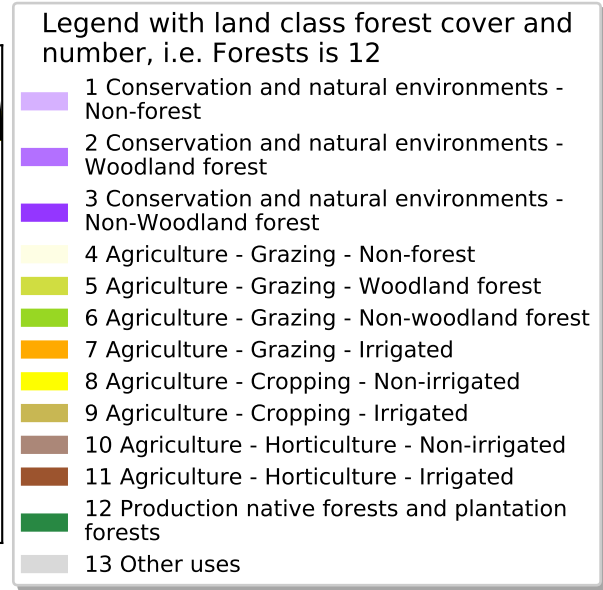 Legend with land class forest cover and
number, i.e. Forests is 12
1 Conservation and natural environments -
Non-forest
2 Conservation and natural environments -
Woodland forest
3 Conservation and natural environments -
Non-Woodland forest
4 Agriculture - Grazing - Non-forest
5 Agriculture - Grazing - Woodland forest
6 Agriculture - Grazing - Non-woodland forest
7 Agriculture - Grazing - Irrigated
8 Agriculture - Cropping - Non-irrigated
9 Agriculture - Cropping - Irrigated
10 Agriculture - Horticulture - Non-irrigated
11 Agriculture - Horticulture - Irrigated
12 Production native forests and plantation
forests
13 Other uses